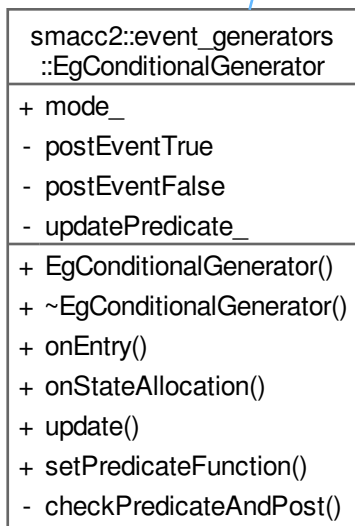 smacc2::event_generators
::EgConditionalGenerator
+ mode_
- postEventTrue
- postEventFalse
- updatePredicate_
+ EgConditionalGenerator()
+ ~EgConditionalGenerator()
+ onEntry()
+ onStateAllocation()
+ update()
+ setPredicateFunction()
- checkPredicateAndPost()